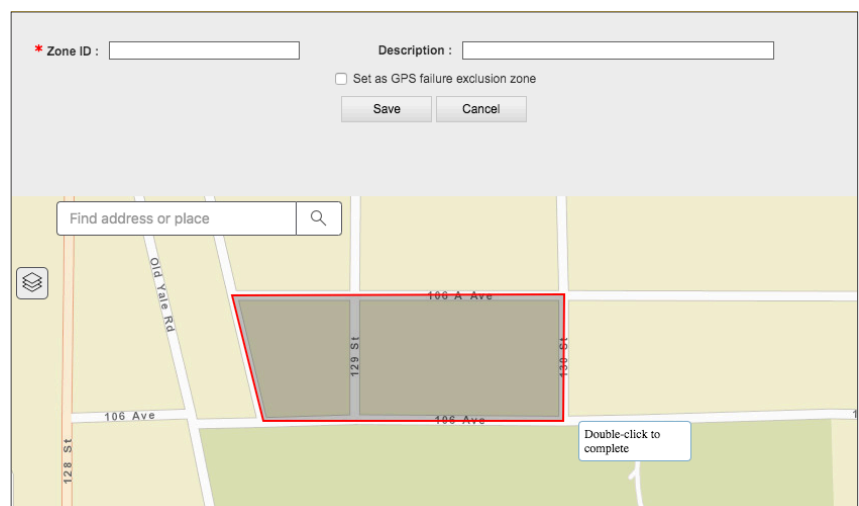 * Zone ID :
Description :
Set as GPS failure exclusion zone
Save
Cancel
Find address or place
Old Yale Rd
106 A Ave
129 St
130 St
106 Ave
106 Ave
1
Double-click to
complete
128 St